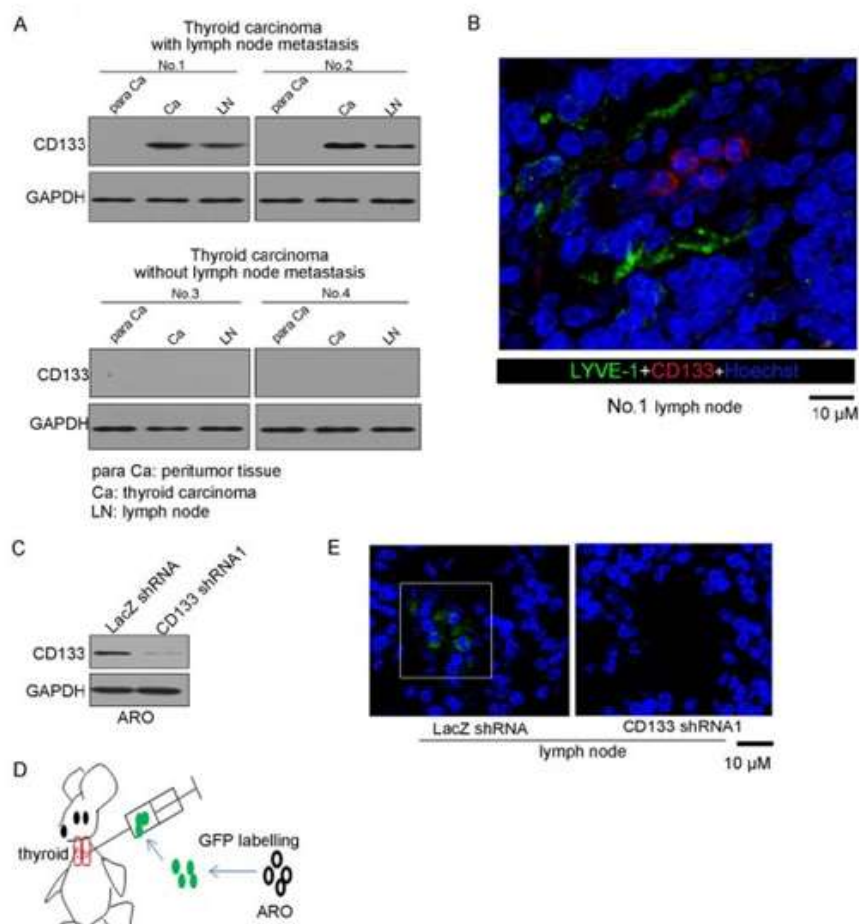 A
Thyroid carcinoma
with lymph node metastasis
No.1 No.2
para Ca Ca LN para Ca Ca LN
CD133
GAPDH
Thyroid carcinoma
without lymph node metastasis
No.3 No.4
para Ca Ca LN para Ca Ca LN
CD133
GAPDH
para Ca: peritumor tissue
Ca: thyroid carcinoma
LN: lymph node
B
LYVE-1+CD133+Hoechst
No.1 lymph node
10 µM
C
LacZ shRNA CD133 shRNA1
CD133
GAPDH
ARO
E
LacZ shRNA CD133 shRNA1
lymph node
10 µM
D
thyroid
GFP labelling
ARO